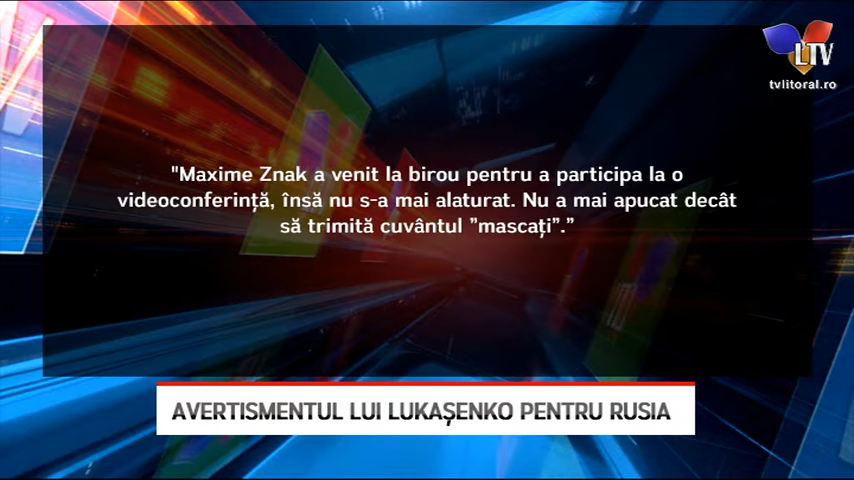 LTV
tvlitoral.ro
"Maxime Znak a venit la birou pentru a participa la o
videoconferință, însă nu s-a mai alaturat. Nu a mai apucat decât
să trimită cuvântul ”mascați”.”
AVERTISMENTUL LUI LUKAȘENKO PENTRU RUSIA